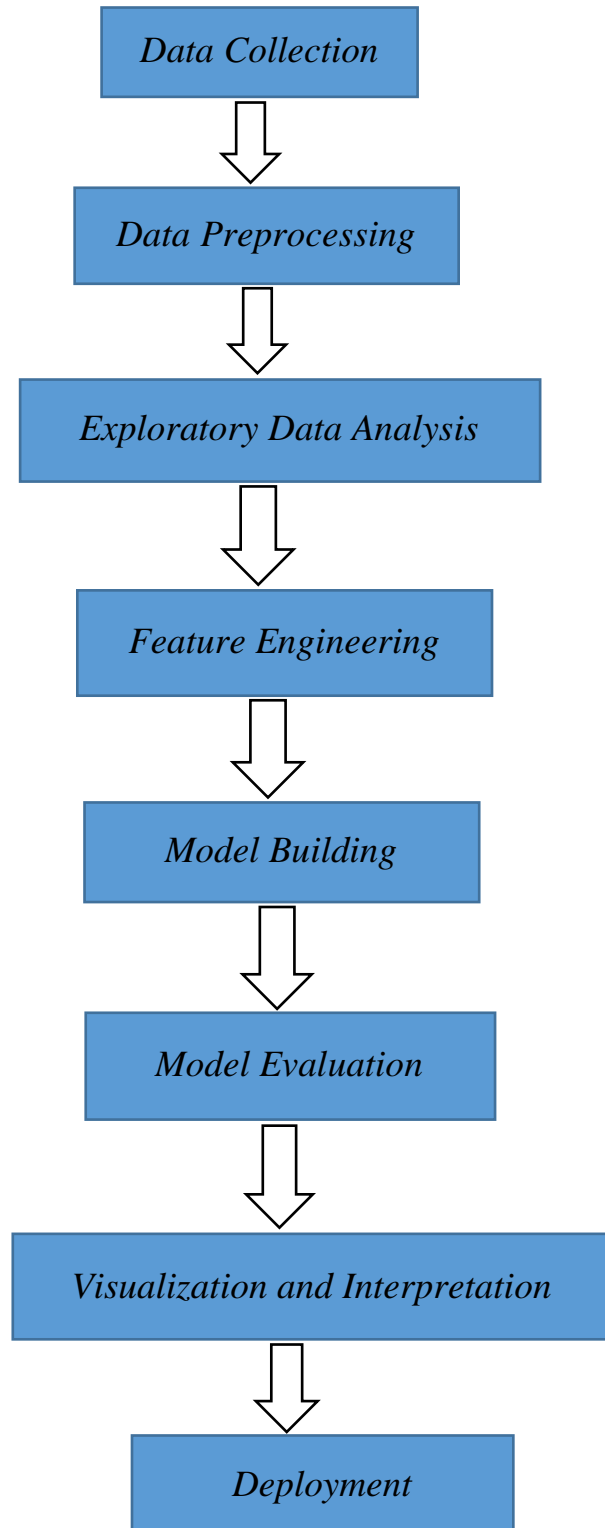 Data Collection
Data Preprocessing
Exploratory Data Analysis
Feature Engineering
Model Building
Model Evaluation
Visualization and Interpretation
Deployment